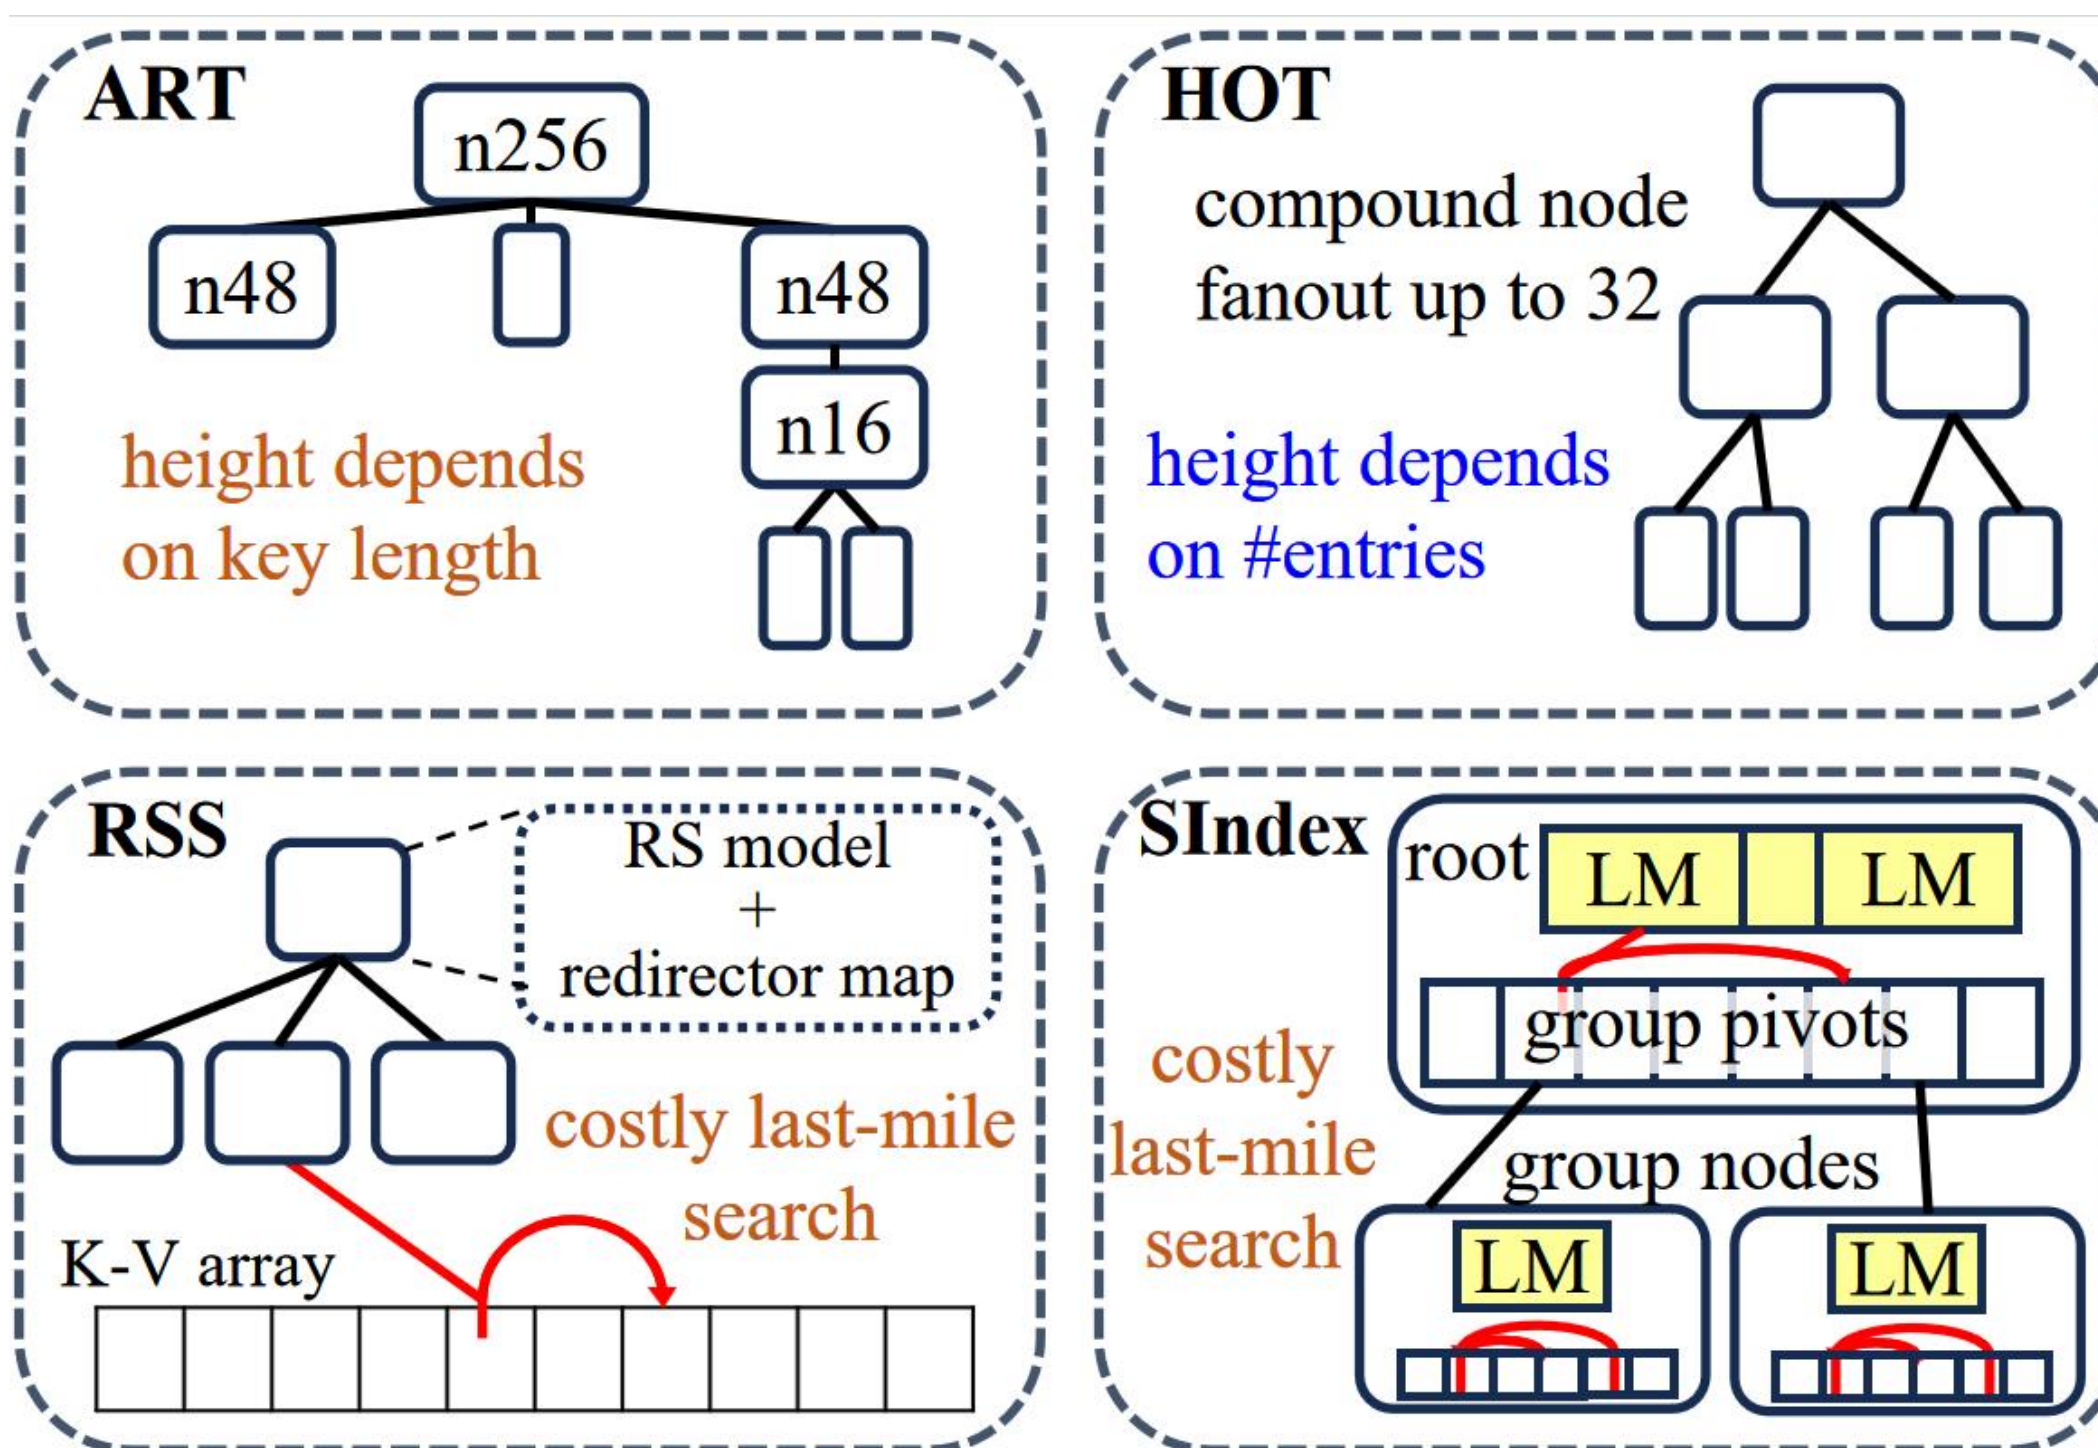 ART
n256
n48
n48
n16
height depends
on key length
HOT
compound node
fanout up to 32
height depends
on #entries
RSS
RS model
+
redirector map
costly last-mile
search
K-V array
SIndex
root
LM
LM
group pivots
costly
last-mile
search
group nodes
LM
LM